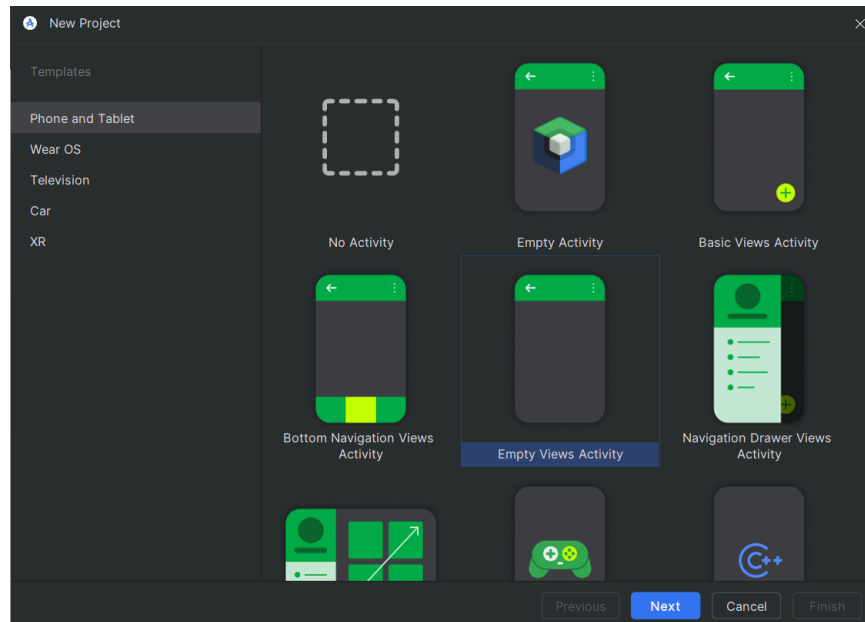 New Project
Templates
Phone and Tablet
Wear OS
Television
Car
XR
No Activity
Empty Activity
Basic Views Activity
Bottom Navigation Views
Activity
Empty Views Activity
Navigation Drawer Views
Activity
C++
Previous
Next
Cancel
Finish